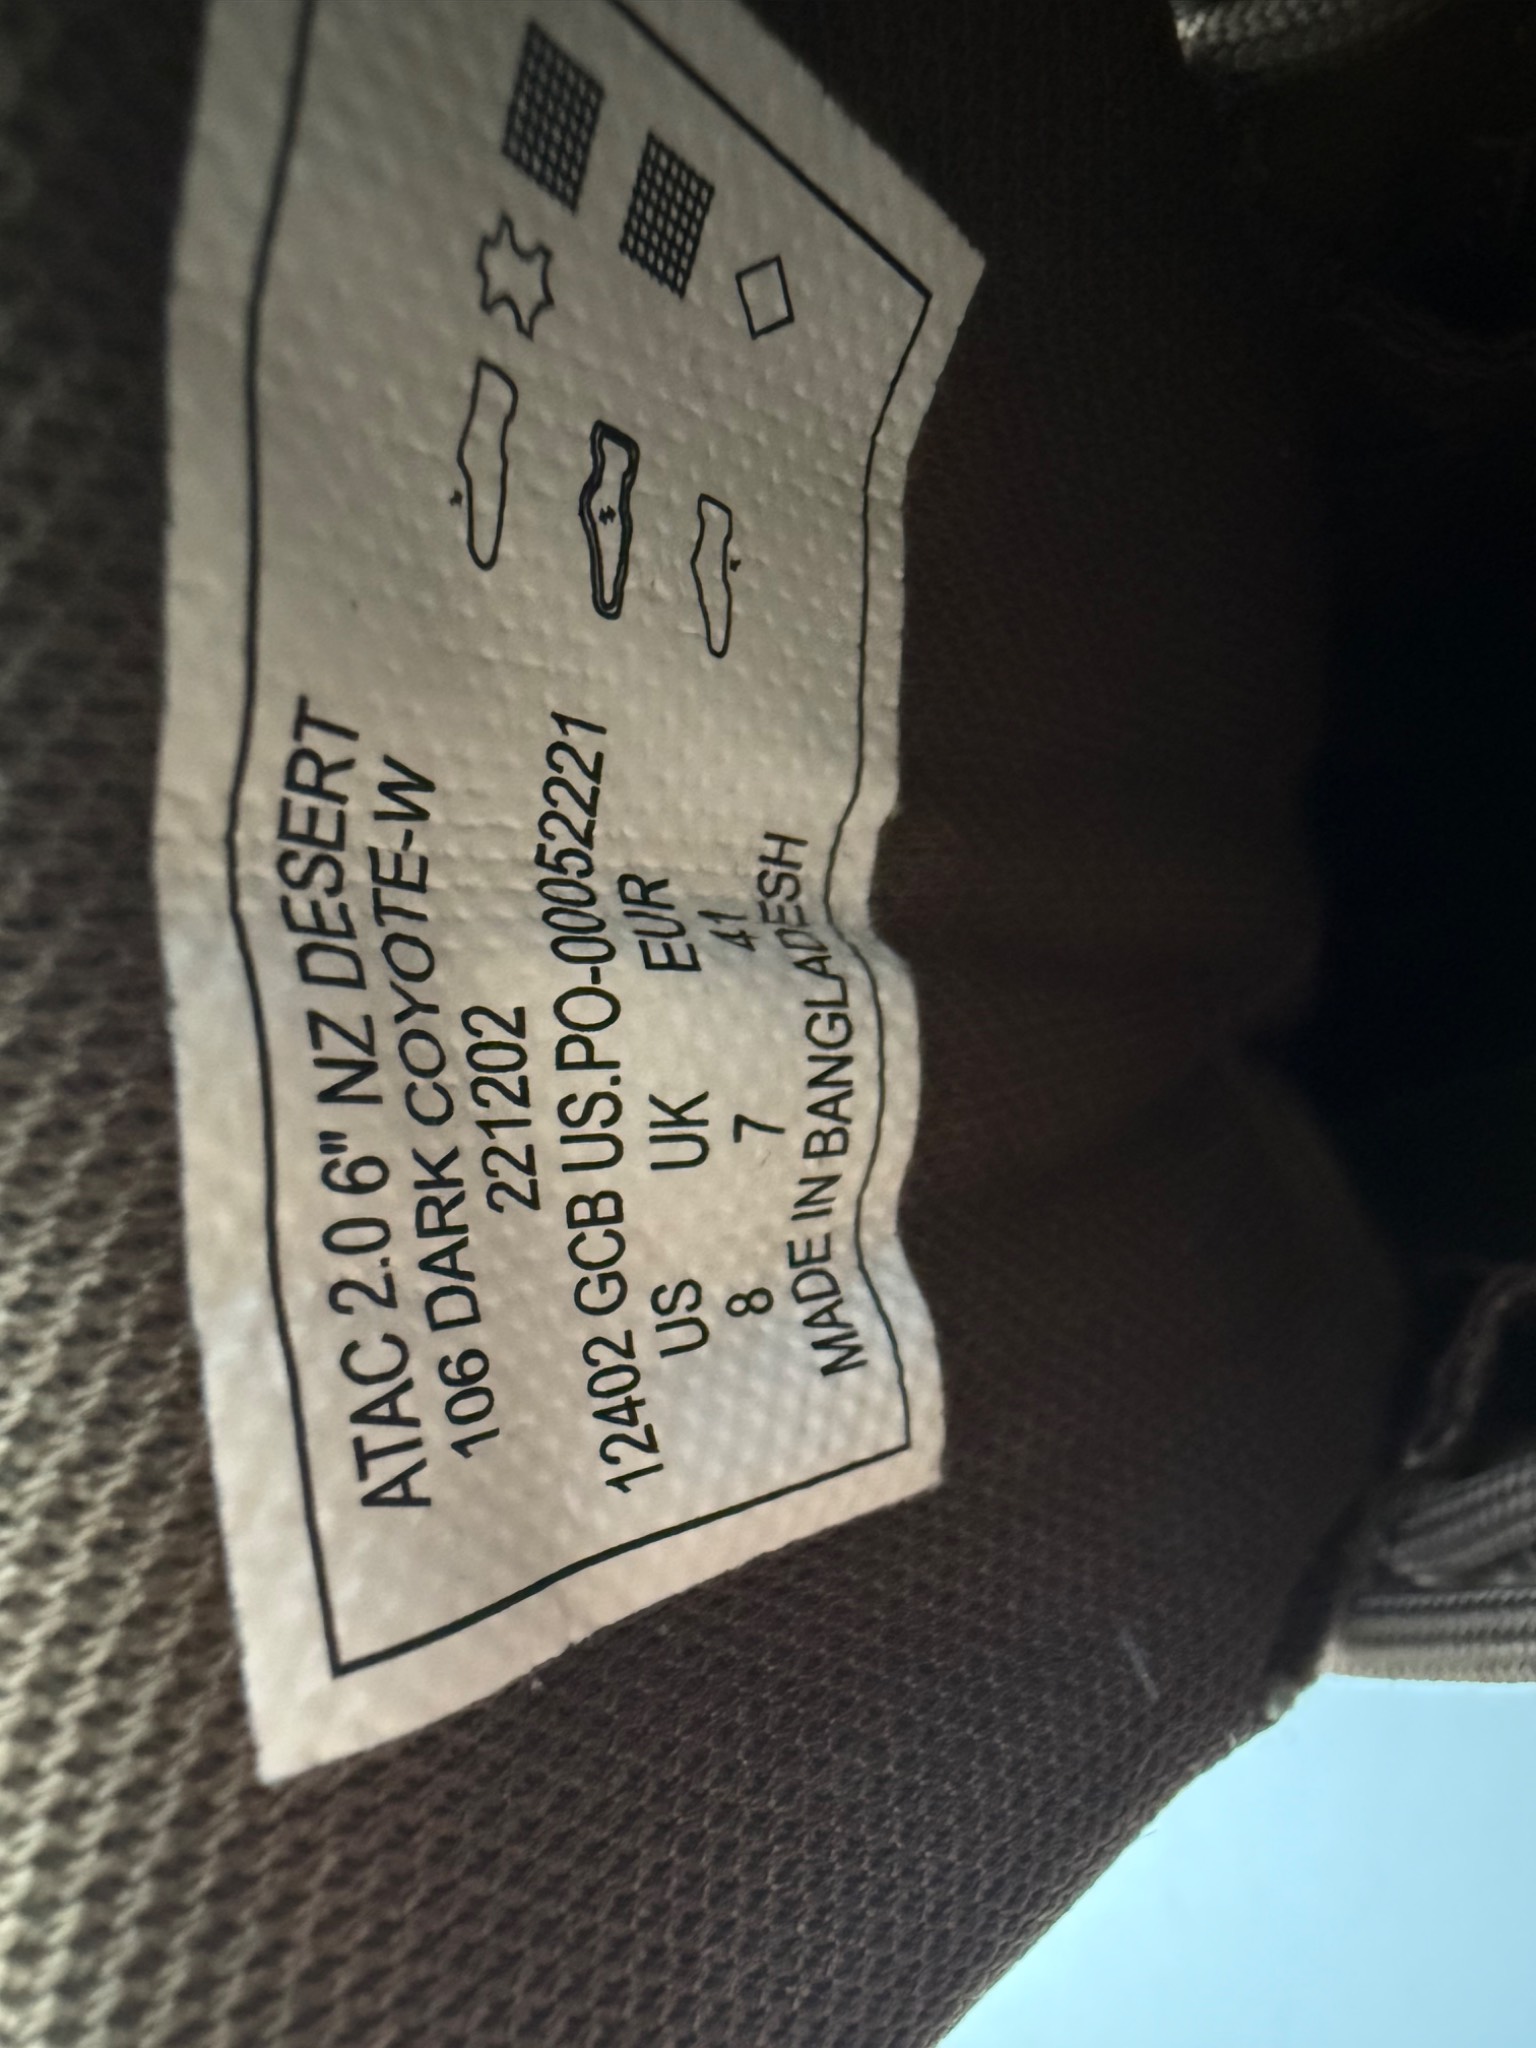 ATAC 2.0 6" NZ DESERT
106 DARK COYOTE-W
221202
12402 GCB US.PO-00052221
US UK EUR
8 7 41
MADE IN BANGLADESH